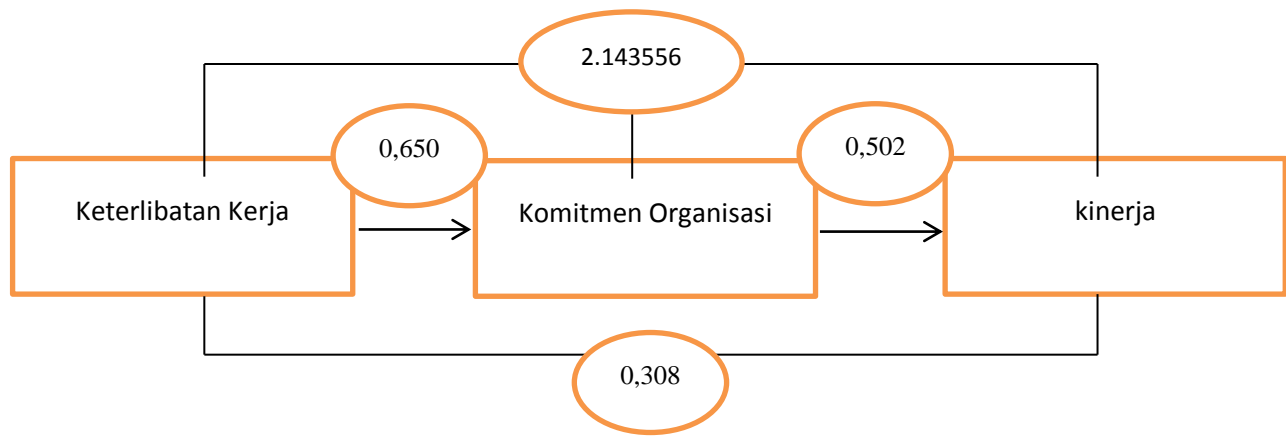 2.143556
0,650
0,502
Keterlibatan Kerja
Komitmen Organisasi
kinerja
0,308